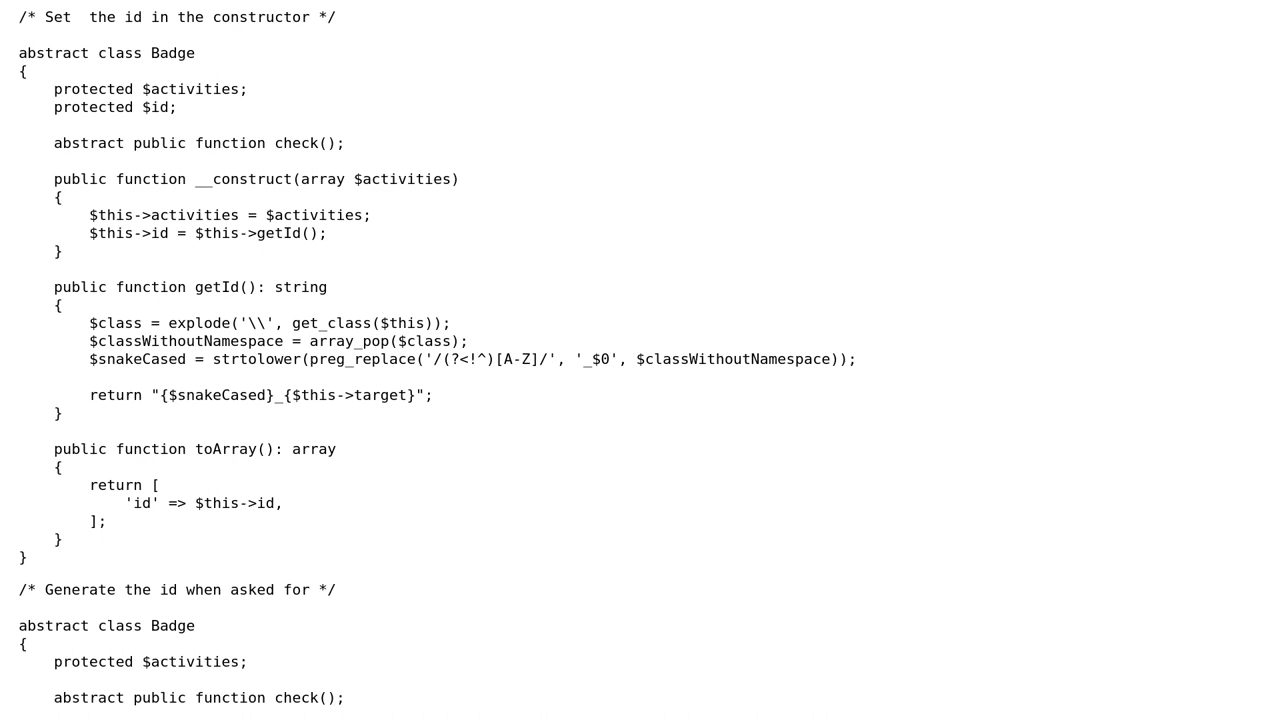 /* Set  the id in the constructor */

abstract class Badge
{
    protected $activities;
    protected $id;

    abstract public function check();

    public function __construct(array $activities)
    {
        $this->activities = $activities;
        $this->id = $this->getId();
    }

    public function getId(): string
    {
        $class = explode('\\', get_class($this));
        $classWithoutNamespace = array_pop($class);
        $snakeCased = strtolower(preg_replace('/(?<!^)[A-Z]/', '_$0', $classWithoutNamespace));

        return "{$snakeCased}_{$this->target}";
    }

    public function toArray(): array
    {
        return [
            'id' => $this->id,
        ];
    }
}

/* Generate the id when asked for */

abstract class Badge
{
    protected $activities;

    abstract public function check();